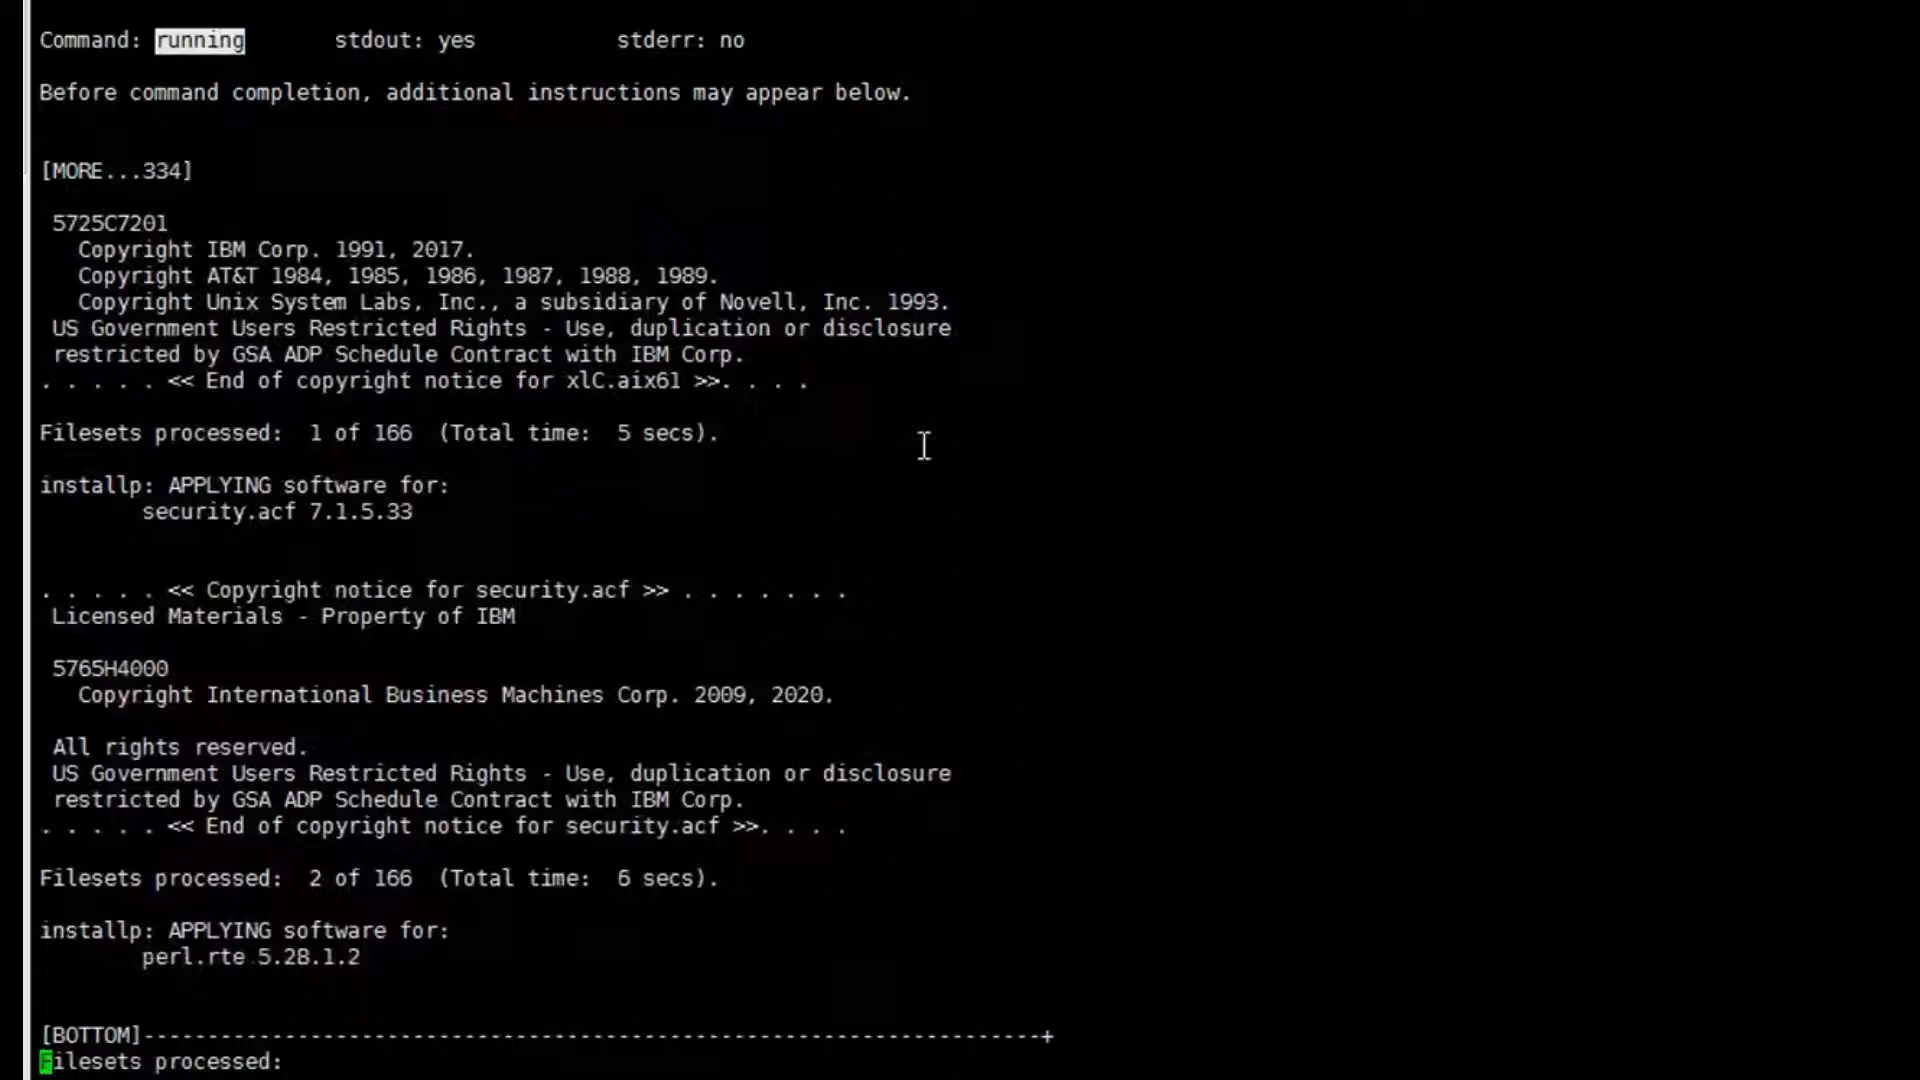 Command: running stdout: yes stderr: no
Before command completion, additional instructions may appear below.
[MORE...334]
5725C7201
Copyright IBM Corp. 1991, 2017.
Copyright AT&T 1984, 1985, 1986, 1987, 1988, 1989.
Copyright Unix System Labs, Inc., a subsidiary of Novell, Inc. 1993.
US Government Users Restricted Rights - Use, duplication or disclosure
restricted by GSA ADP Schedule Contract with IBM Corp.
. . . . . << End of copyright notice for xlC.aix61 >>. . . .
Filesets processed: 1 of 166 (Total time: 5 secs).
installp: APPLYING software for:
security.acf 7.1.5.33
. . . . . << Copyright notice for security.acf >> . . . . . . .
Licensed Materials - Property of IBM
5765H4000
Copyright International Business Machines Corp. 2009, 2020.
All rights reserved.
US Government Users Restricted Rights - Use, duplication or disclosure
restricted by GSA ADP Schedule Contract with IBM Corp.
. . . . . << End of copyright notice for security.acf >>. . . .
Filesets processed: 2 of 166 (Total time: 6 secs).
installp: APPLYING software for:
perl.rte 5.28.1.2
[BOTTOM]----------------------------------------------------------------------+
Filesets processed: